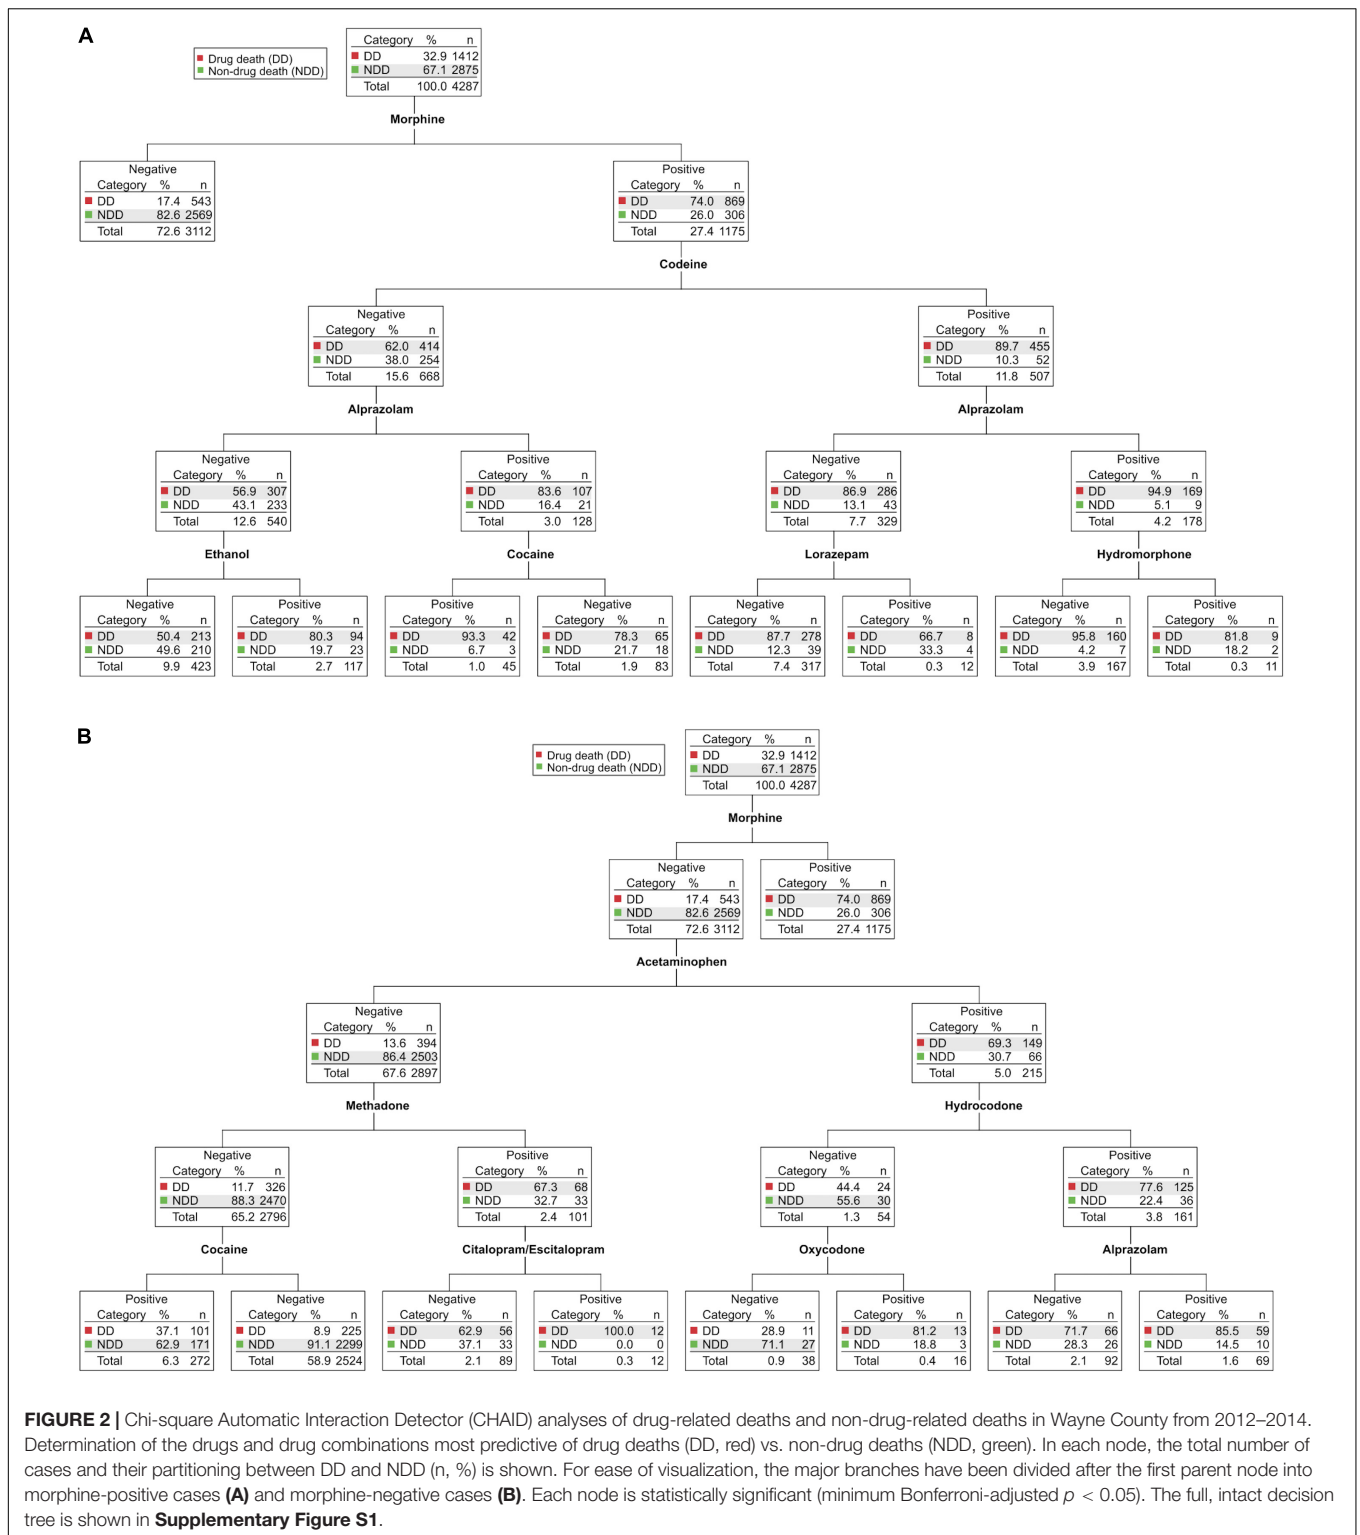 A
Drug death (DD)
Non-drug death (NDD)
Category % n
DD 32.9 1412
NDD 67.1 2875
Total 100.0 4287
Morphine
Negative
Category % n
DD 17.4 543
NDD 82.6 2569
Total 72.6 3112
Positive
Category % n
DD 74.0 869
NDD 26.0 306
Total 27.4 1175
Codeine
Negative
Category % n
DD 62.0 414
NDD 38.0 254
Total 15.6 668
Positive
Category % n
DD 89.7 455
NDD 10.3 52
Total 11.8 507
Alprazolam
Alprazolam
Negative
Category % n
DD 56.9 307
NDD 43.1 233
Total 12.6 540
Positive
Category % n
DD 83.6 107
NDD 16.4 21
Total 3.0 128
Negative
Category % n
DD 86.9 286
NDD 13.1 43
Total 7.7 329
Positive
Category % n
DD 94.9 169
NDD 5.1 9
Total 4.2 178
Ethanol
Cocaine
Lorazepam
Hydromorphone
Negative
Category % n
DD 50.4 213
NDD 49.6 210
Total 9.9 423
Positive
Category % n
DD 80.3 94
NDD 19.7 23
Total 2.7 117
Positive
Category % n
DD 93.3 42
NDD 6.7 3
Total 1.0 45
Negative
Category % n
DD 78.3 65
NDD 21.7 18
Total 1.9 83
Negative
Category % n
DD 87.7 278
NDD 12.3 39
Total 7.4 317
Positive
Category % n
DD 66.7 8
NDD 33.3 4
Total 0.3 12
Negative
Category % n
DD 95.8 160
NDD 4.2 7
Total 3.9 167
Positive
Category % n
DD 81.8 9
NDD 18.2 2
Total 0.3 11
B
Drug death (DD)
Non-drug death (NDD)
Category % n
DD 32.9 1412
NDD 67.1 2875
Total 100.0 4287
Morphine
Negative
Category % n
DD 17.4 543
NDD 82.6 2569
Total 72.6 3112
Positive
Category % n
DD 74.0 869
NDD 26.0 306
Total 27.4 1175
Acetaminophen
Negative
Category % n
DD 13.6 394
NDD 86.4 2503
Total 67.6 2897
Positive
Category % n
DD 69.3 149
NDD 30.7 66
Total 5.0 215
Methadone
Hydrocodone
Negative
Category % n
DD 11.7 326
NDD 88.3 2470
Total 65.2 2796
Positive
Category % n
DD 67.3 68
NDD 32.7 33
Total 2.4 101
Negative
Category % n
DD 44.4 24
NDD 55.6 30
Total 1.3 54
Positive
Category % n
DD 77.6 125
NDD 22.4 36
Total 3.8 161
Cocaine
Citalopram/Escitalopram
Oxycodone
Alprazolam
Positive
Category % n
DD 37.1 101
NDD 62.9 171
Total 6.3 272
Negative
Category % n
DD 8.9 225
NDD 91.1 2299
Total 58.9 2524
Negative
Category % n
DD 62.9 56
NDD 37.1 33
Total 2.1 89
Positive
Category % n
DD 100.0 12
NDD 0.0 0
Total 0.3 12
Negative
Category % n
DD 28.9 11
NDD 71.1 27
Total 0.9 38
Positive
Category % n
DD 81.2 13
NDD 18.8 3
Total 0.4 16
Negative
Category % n
DD 71.7 66
NDD 28.3 26
Total 2.1 92
Positive
Category % n
DD 85.5 59
NDD 14.5 10
Total 1.6 69
FIGURE 2 | Chi-square Automatic Interaction Detector (CHAID) analyses of drug-related deaths and non-drug-related deaths in Wayne County from 2012–2014.
Determination of the drugs and drug combinations most predictive of drug deaths (DD, red) vs. non-drug deaths (NDD, green). In each node, the total number of
cases and their partitioning between DD and NDD (n, %) is shown. For ease of visualization, the major branches have been divided after the first parent node into
morphine-positive cases (A) and morphine-negative cases (B). Each node is statistically significant (minimum Bonferroni-adjusted p < 0.05). The full, intact decision
tree is shown in Supplementary Figure S1.